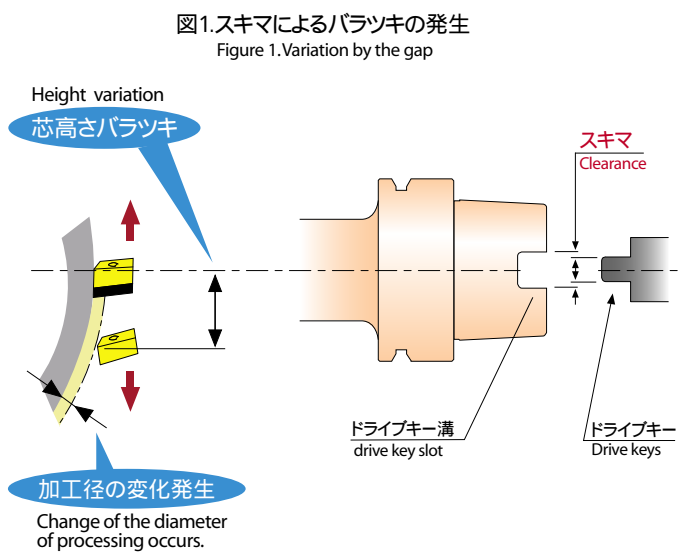 図1.スキマによるバラツキの発生
Figure 1.Variation by the gap
Height variation
芯高さバラツキ
スキマ
Clearance
ドライブキー溝
drive key slot
ドライブキー
Drive keys
加工径の変化発生
Change of the diameter
of processing occurs.